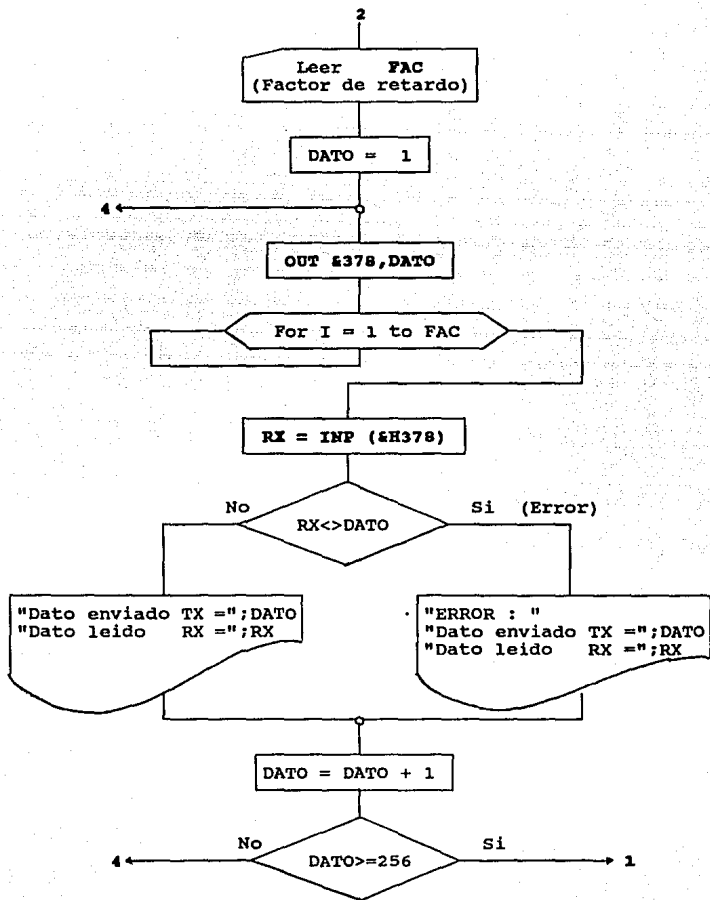 2
Leer FAC
(Factor de retardo)
DATO = 1
4
OUT &378,DATO
For I = 1 to FAC
RX = INP (&H378)
No
Si (Error)
RX<>DATO
"Dato enviado TX =";DATO
"Dato leido RX =";RX
"ERROR : "
"Dato enviado TX =";DATO
"Dato leido RX =";RX
DATO = DATO + 1
No
Si
4
DATO>=256
1